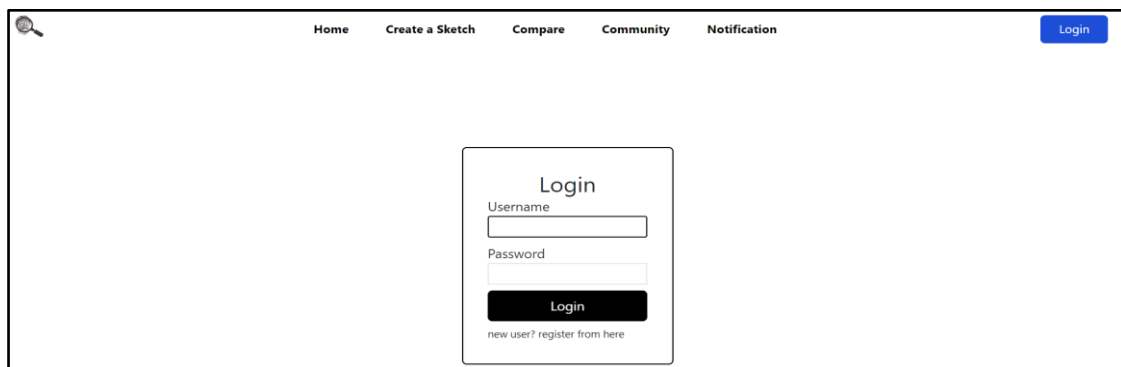 Home Create a Sketch Compare Community Notification Login
Login
Username
Password
Login
new user? register from here